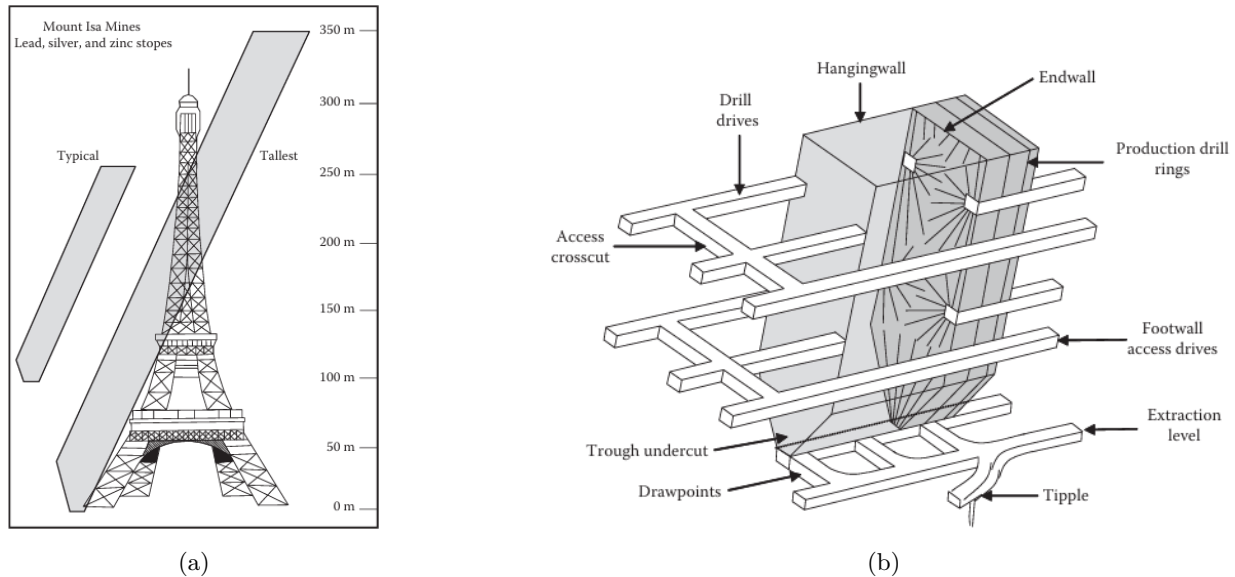 Mount Isa Mines
Lead, silver, and zinc stopes
350 m
300 m
Typical
Tallest
250 m
200 m
150 m
100 m
50 m
0 m
(a)
Hangingwall
Endwall
Drill
drives
Production drill
rings
Access
crosscut
Footwall
access drives
Extraction
level
Trough undercut
Drawpoints
Tipple
(b)